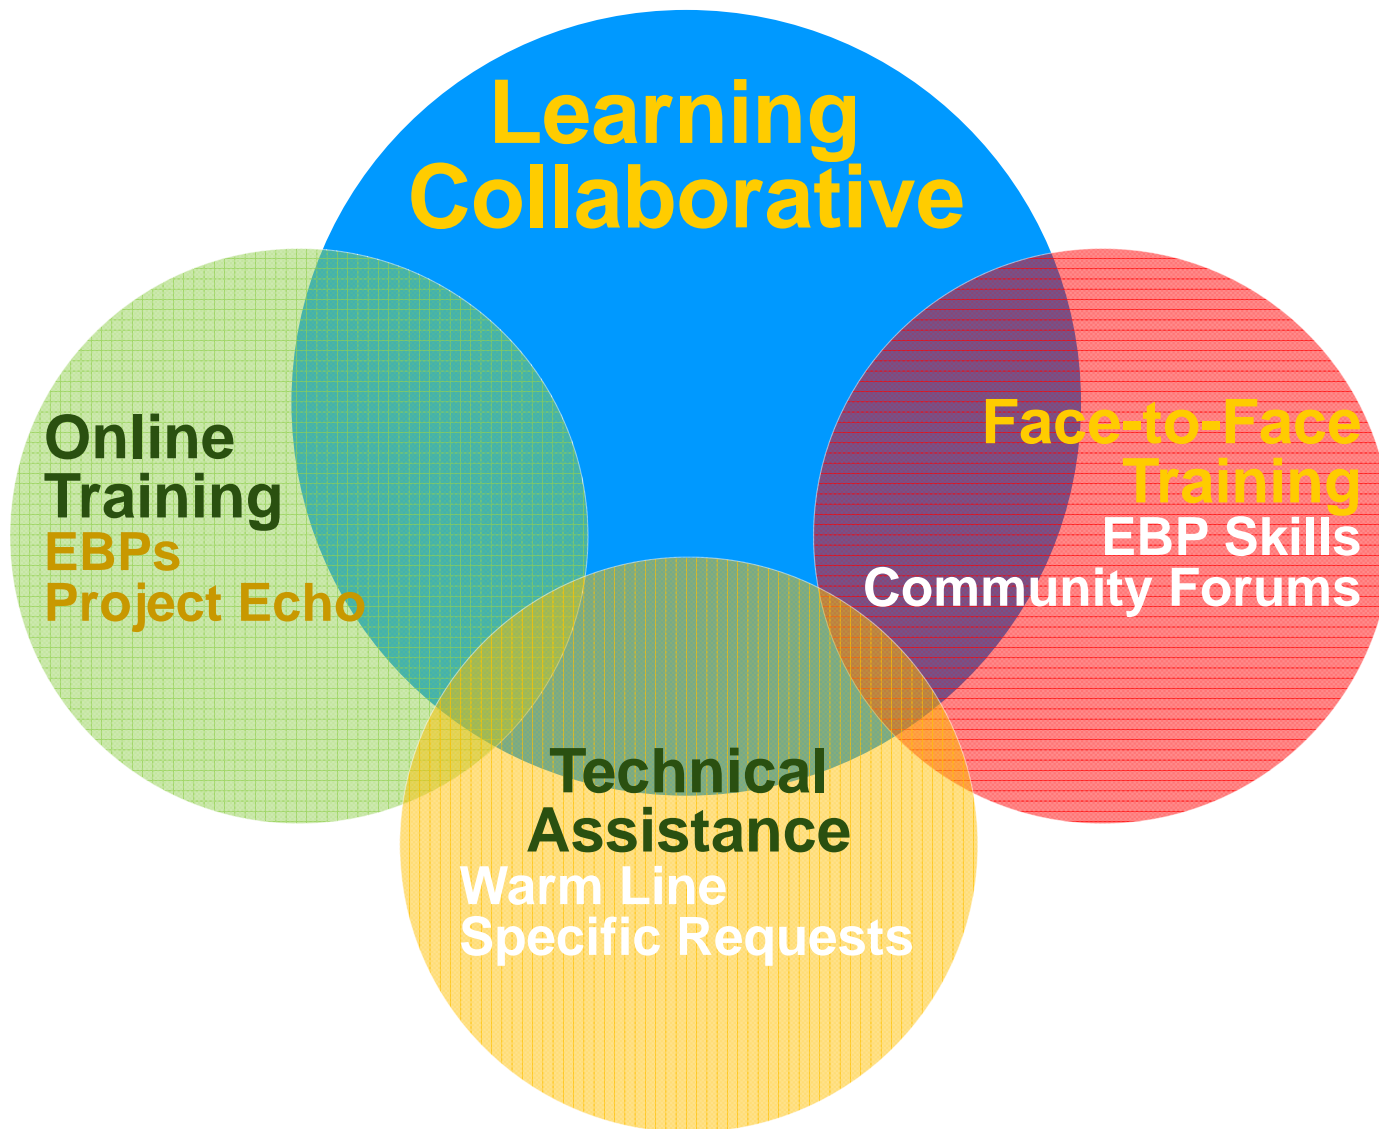 Learning
Collaborative
Online
Training
EBPs
Project Echo
Face-to-Face
Training
EBP Skills
Community Forums
Technical
Assistance
Warm Line
Specific Requests